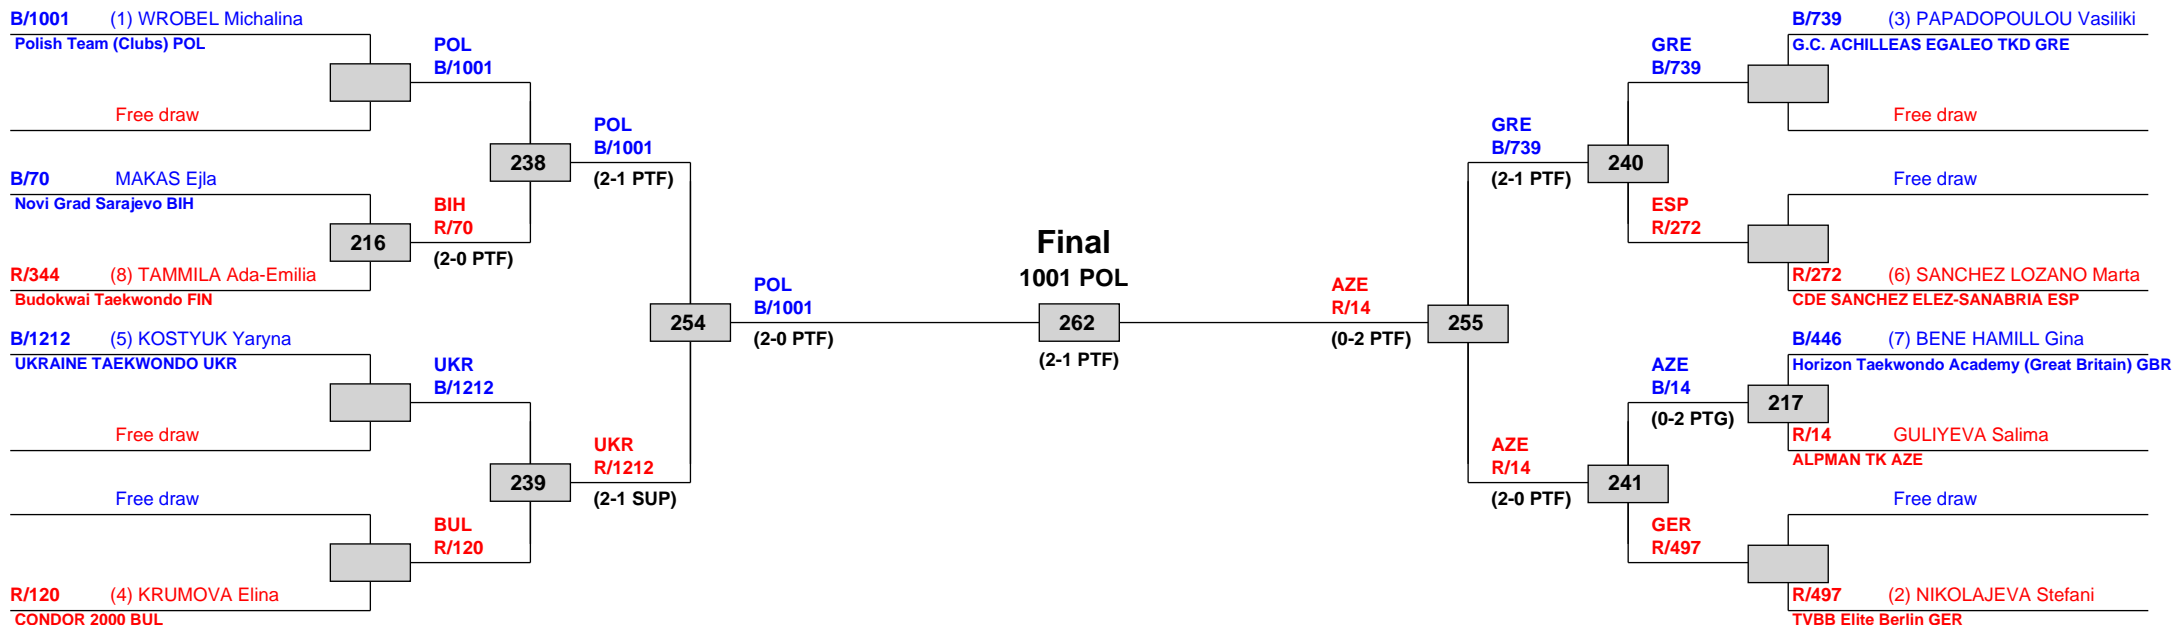 B/1001 (1) WROBEL Michalina
Polish Team (Clubs) POL
Free draw
B/70 MAKAS Ejla
Novi Grad Sarajevo BIH
216
R/344 (8) TAMMILA Ada-Emilia
Budokwai Taekwondo FIN
B/1212 (5) KOSTYUK Yaryna
UKRAINE TAEKWONDO UKR
Free draw
Free draw
R/120 (4) KRUMOVA Elina
CONDOR 2000 BUL
POL
B/1001
238
BIH
R/70
(2-0 PTF)
UKR
B/1212
239
BUL
R/120
POL
B/1001
(2-1 PTF)
254
UKR
R/1212
(2-1 SUP)
POL
B/1001
(2-0 PTF)
Final
1001 POL
262
(2-1 PTF)
AZE
R/14
(0-2 PTF)
255
GRE
B/739
(2-1 PTF)
AZE
R/14
(2-0 PTF)
GRE
B/739
240
ESP
R/272
AZE
B/14
(0-2 PTG)
241
GER
R/497
B/739 (3) PAPADOPOULOU Vasiliki
G.C. ACHILLEAS EGALEO TKD GRE
Free draw
Free draw
R/272 (6) SANCHEZ LOZANO Marta
CDE SANCHEZ ELEZ-SANABRIA ESP
B/446 (7) BENE HAMILL Gina
Horizon Taekwondo Academy (Great Britain) GBR
217
R/14 GULIYEVA Salima
ALPMAN TK AZE
Free draw
R/497 (2) NIKOLAJEVA Stefani
TVBB Elite Berlin GER